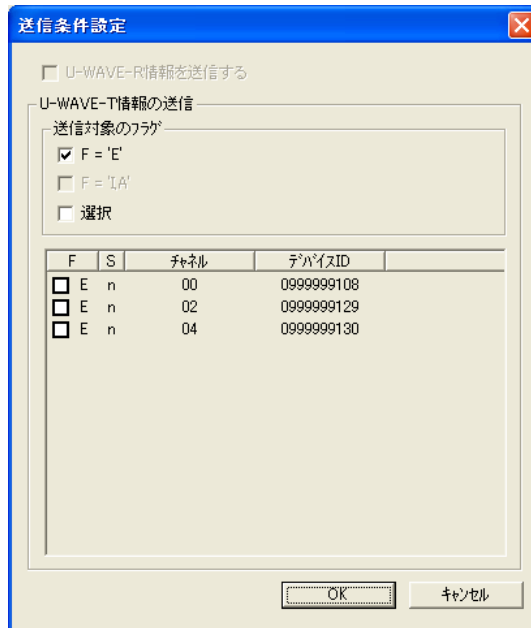 送信条件設定
U-WAVE-R情報を送信する
U-WAVE-T情報の送信
送信対象のﾌﾗｸﾞ
F = 'E'
F = 'I,A'
選択
F S ﾁｬﾈﾙ ﾃﾞﾊﾞｲｽID
E n 00 0999999108
E n 02 0999999129
E n 04 0999999130
OK ｷｬﾝｾﾙ